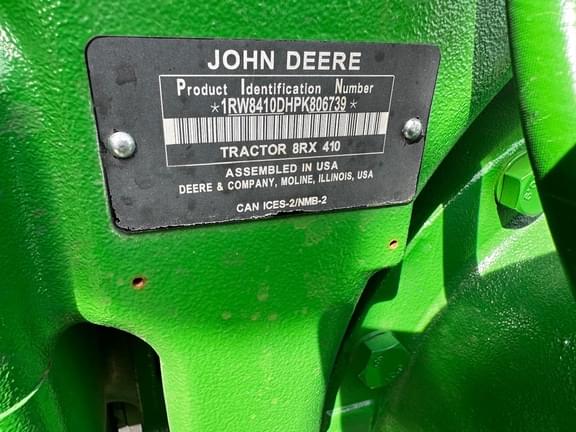 JOHN DEERE
Product Identification Number
*1RW8410DHPK806739*
TRACTOR 8RX 410
ASSEMBLED IN USA
DEERE & COMPANY, MOLINE, ILLINOIS, USA
CAN ICES-2/NMB-2